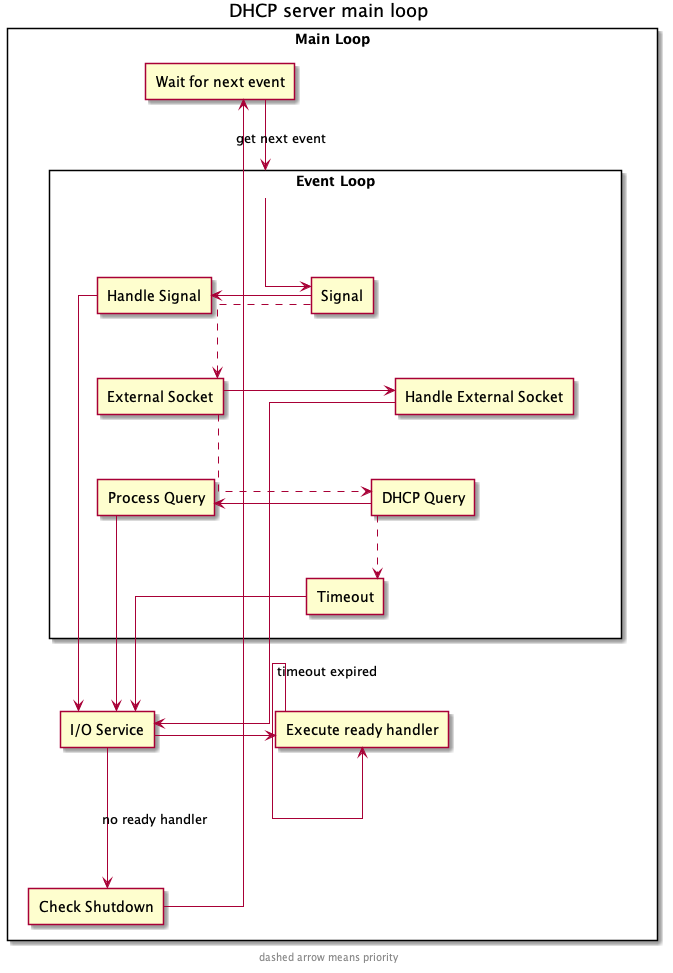 DHCP server main loop
Main Loop
Wait for next event
get next event
Event Loop
Handle Signal
Signal
External Socket
Handle External Socket
Process Query
DHCP Query
Timeout
timeout expired
I/O Service
Execute ready handler
no ready handler
Check Shutdown
dashed arrow means priority